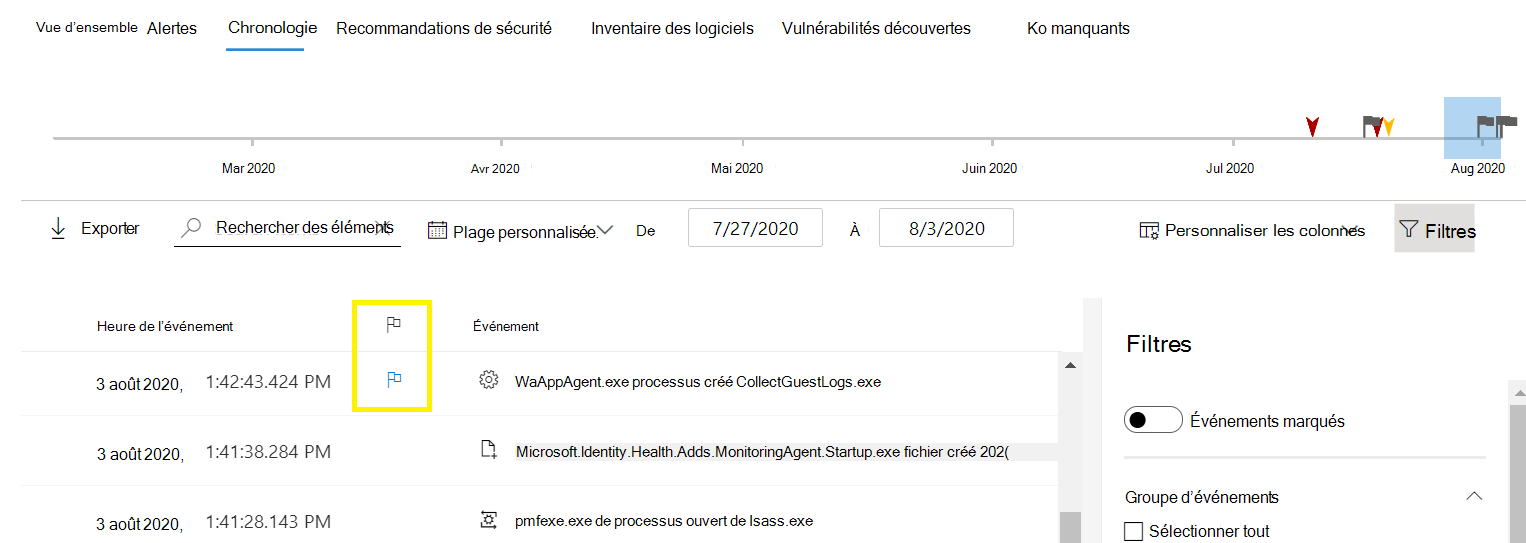 Vue d’ensemble Alertes Chronologie Recommandations de sécurité Inventaire des logiciels Vulnérabilités découvertes Ko manquants
Mar 2020 Avr 2020 Mai 2020 Juin 2020 Jul 2020 Aug 2020
Exporter Rechercher des éléments Plage personnalisée. De 7/27/2020 À 8/3/2020 Personnaliser les colonnes Filtres
Heure de l’événement Événement
Filtres
3 août 2020, 1:42:43.424 PM WaAppAgent.exe processus créé CollectGuestLogs.exe
Événements marqués
3 août 2020, 1:41:38.284 PM Microsoft.Identity.Health.Adds.MonitoringAgent.Startup.exe fichier créé 202(
Groupe d’événements
3 août 2020, 1:41:28.143 PM pmfexe.exe de processus ouvert de lsass.exe
Sélectionner tout